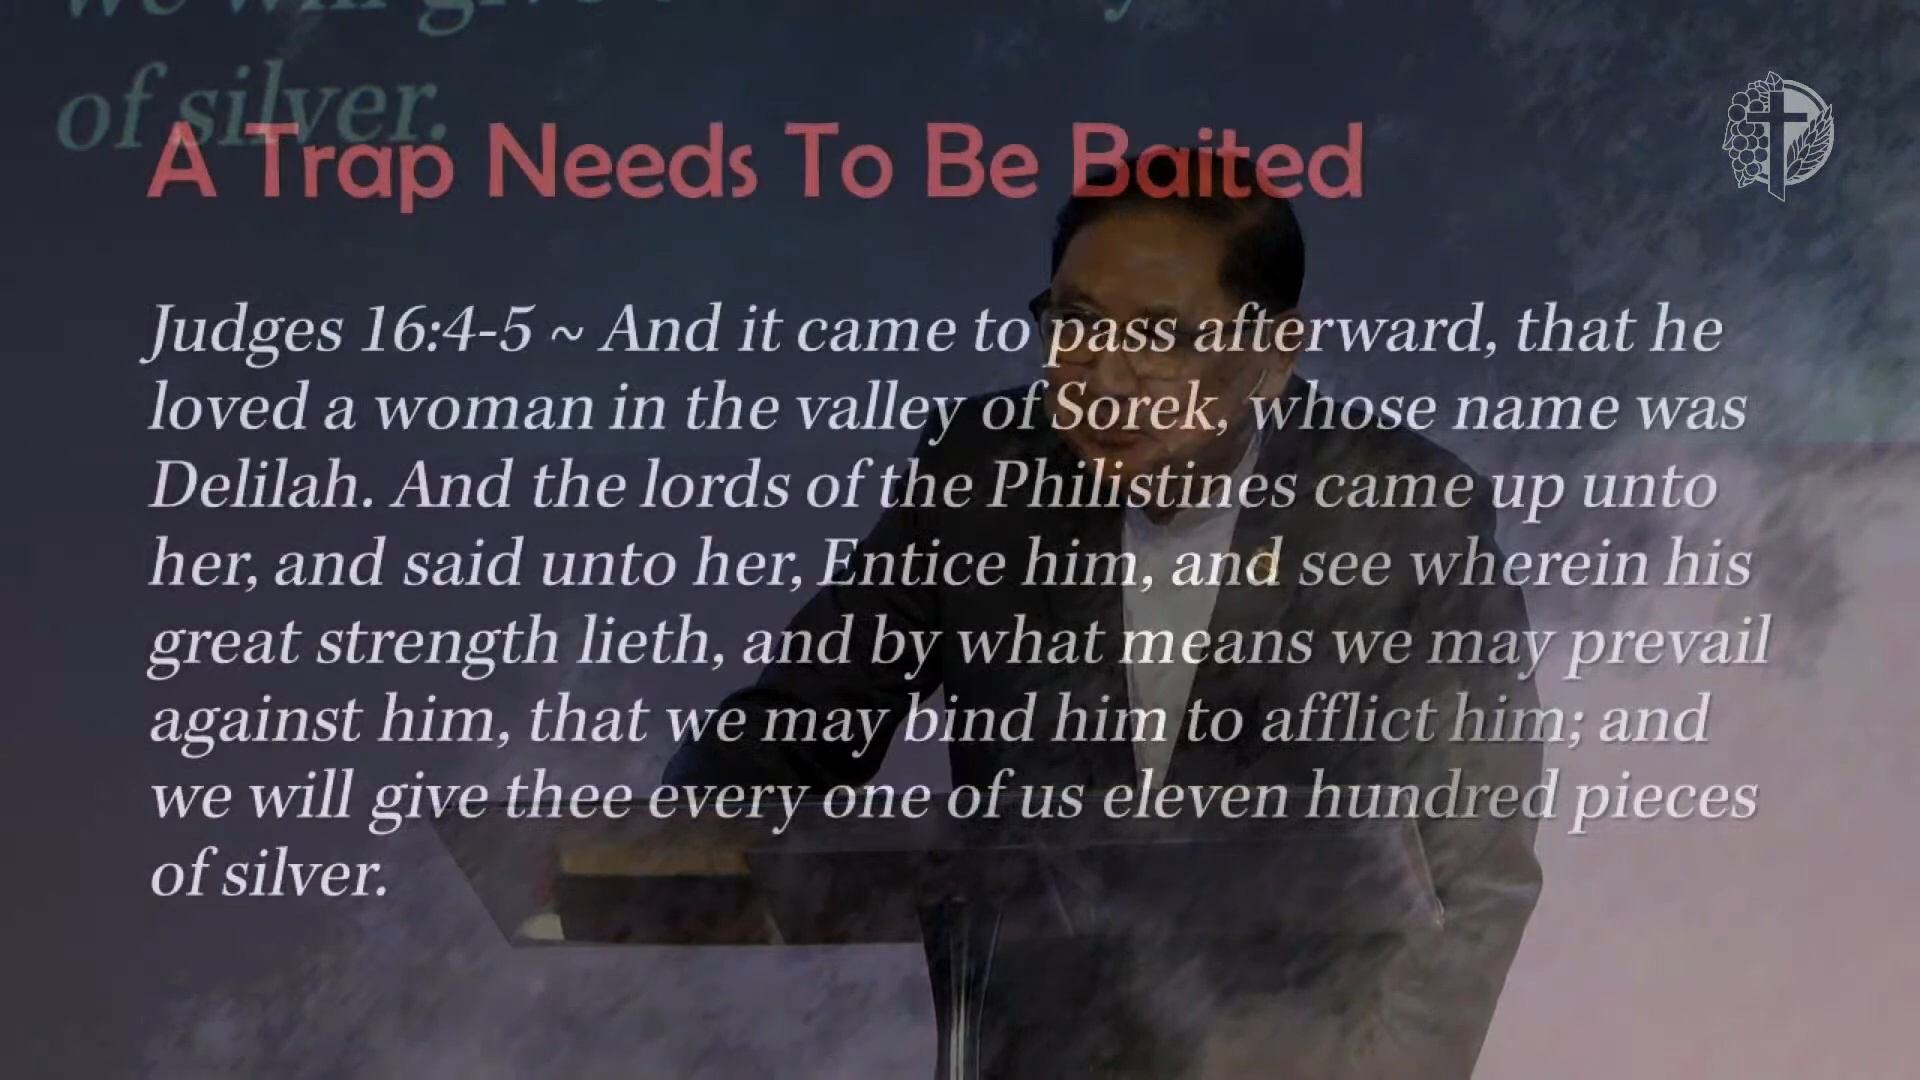 of silver.
A Trap Needs To Be Baited
Judges 16:4-5 ~ And it came to pass afterward, that he
loved a woman in the valley of Sorek, whose name was
Delilah. And the lords of the Philistines came up unto
her, and said unto her, Entice him, and see wherein his
great strength lieth, and by what means we may prevail
against him, that we may bind him to afflict him; and
we will give thee every one of us eleven hundred pieces
of silver.